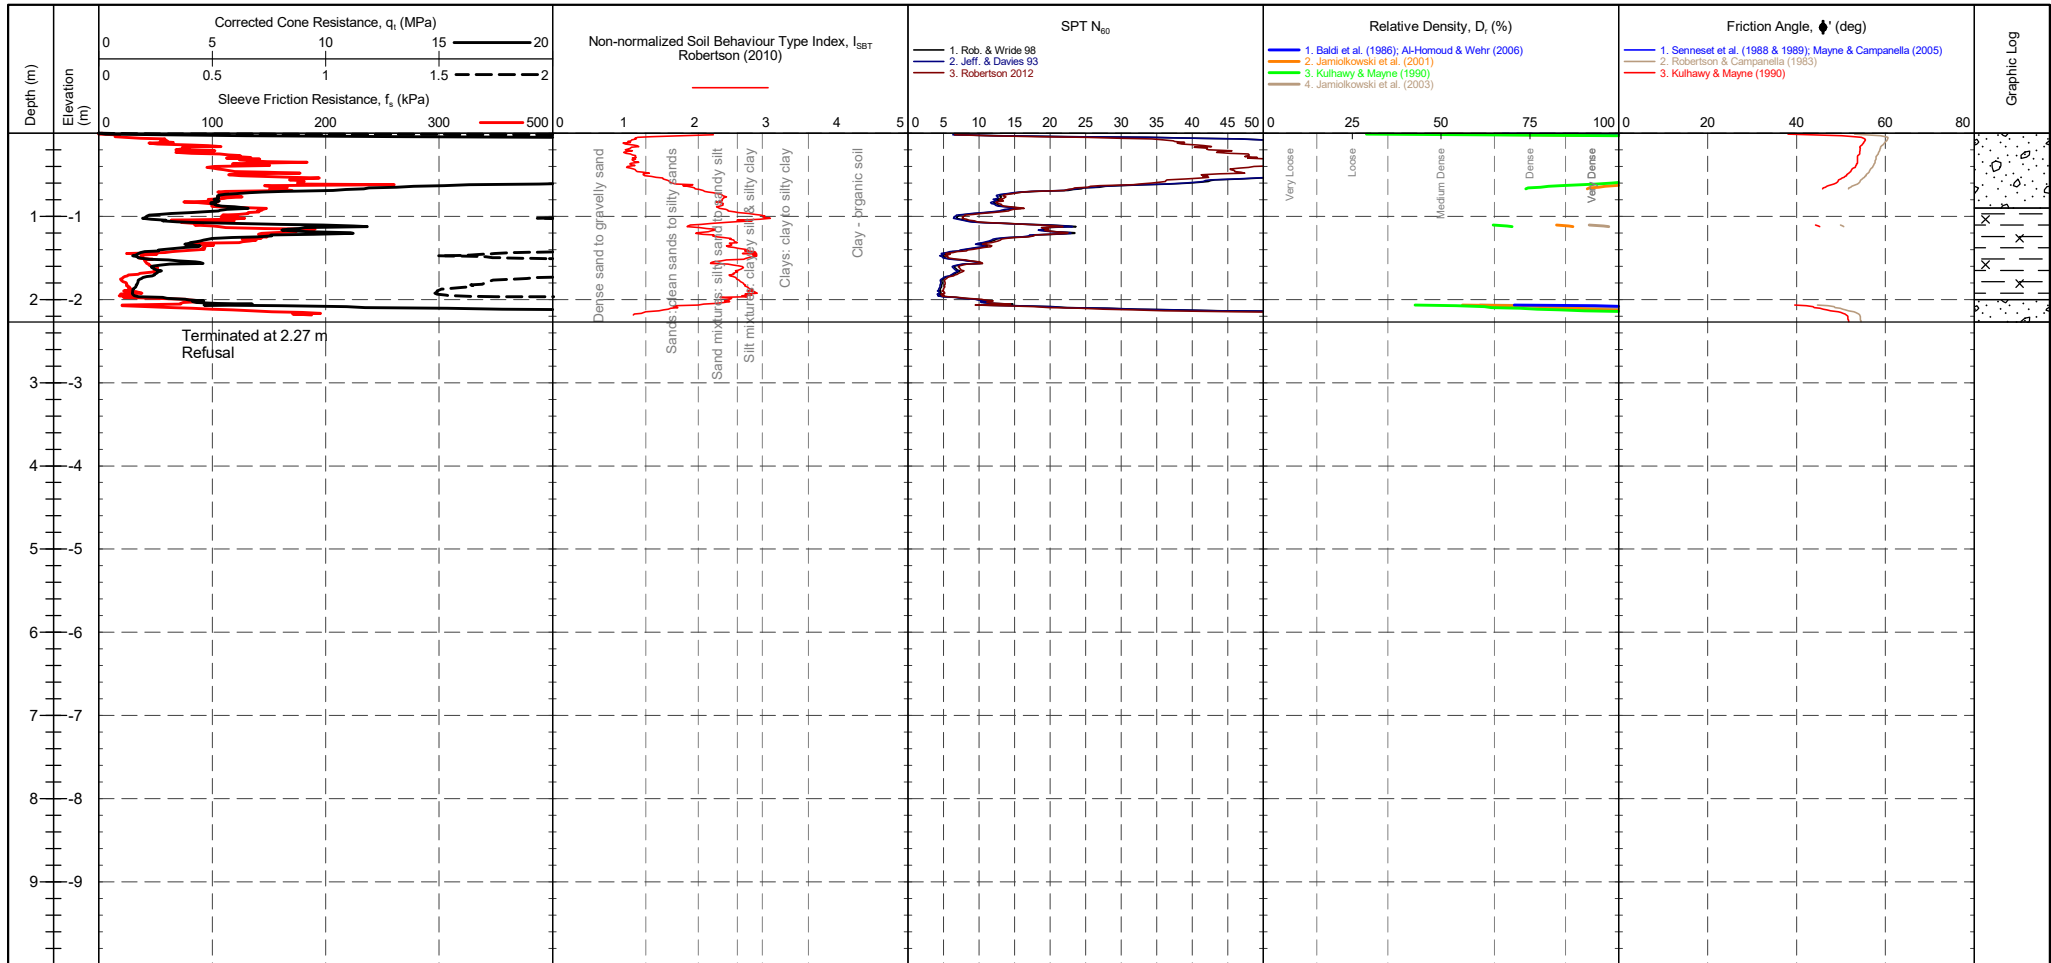 Corrected Cone Resistance, qt (MPa)
0 5 10 15 20
0 0.5 1 1.5 2
Sleeve Friction Resistance, fs (kPa)
0 100 200 300 500
Depth (m)
Elevation (m)
Non-normalized Soil Behaviour Type Index, ISBT
Robertson (2010)
0 1 2 3 4 5
SPT N60
1. Rob. & Wride 98
2. Jeff. & Davies 93
3. Robertson 2012
0 5 10 15 20 25 30 35 40 45 50
Relative Density, Dr (%)
1. Baldi et al. (1986); Al-Homoud & Wehr (2006)
2. Jamiolkowski et al. (2001)
3. Kulhawy & Mayne (1990)
4. Jamiolkowski et al. (2003)
0 25 50 75 100
Friction Angle, ϕ' (deg)
1. Senneset et al. (1988 & 1989); Mayne & Campanella (2005)
2. Robertson & Campanella (1983)
3. Kulhawy & Mayne (1990)
0 20 40 60 80
Graphic Log
Dense sand to gravelly sand
Sands: clean sands to silty sands
Sand mixtures: silty sand to sandy silt
Silt mixtures: clayey silt & silty clay
Clays: clay to silty clay
Clay - organic soil
Very Loose
Loose
Medium Dense
Dense
Very Dense
1 -1
2 -2
Terminated at 2.27 m
Refusal
3 -3
4 -4
5 -5
6 -6
7 -7
8 -8
9 -9